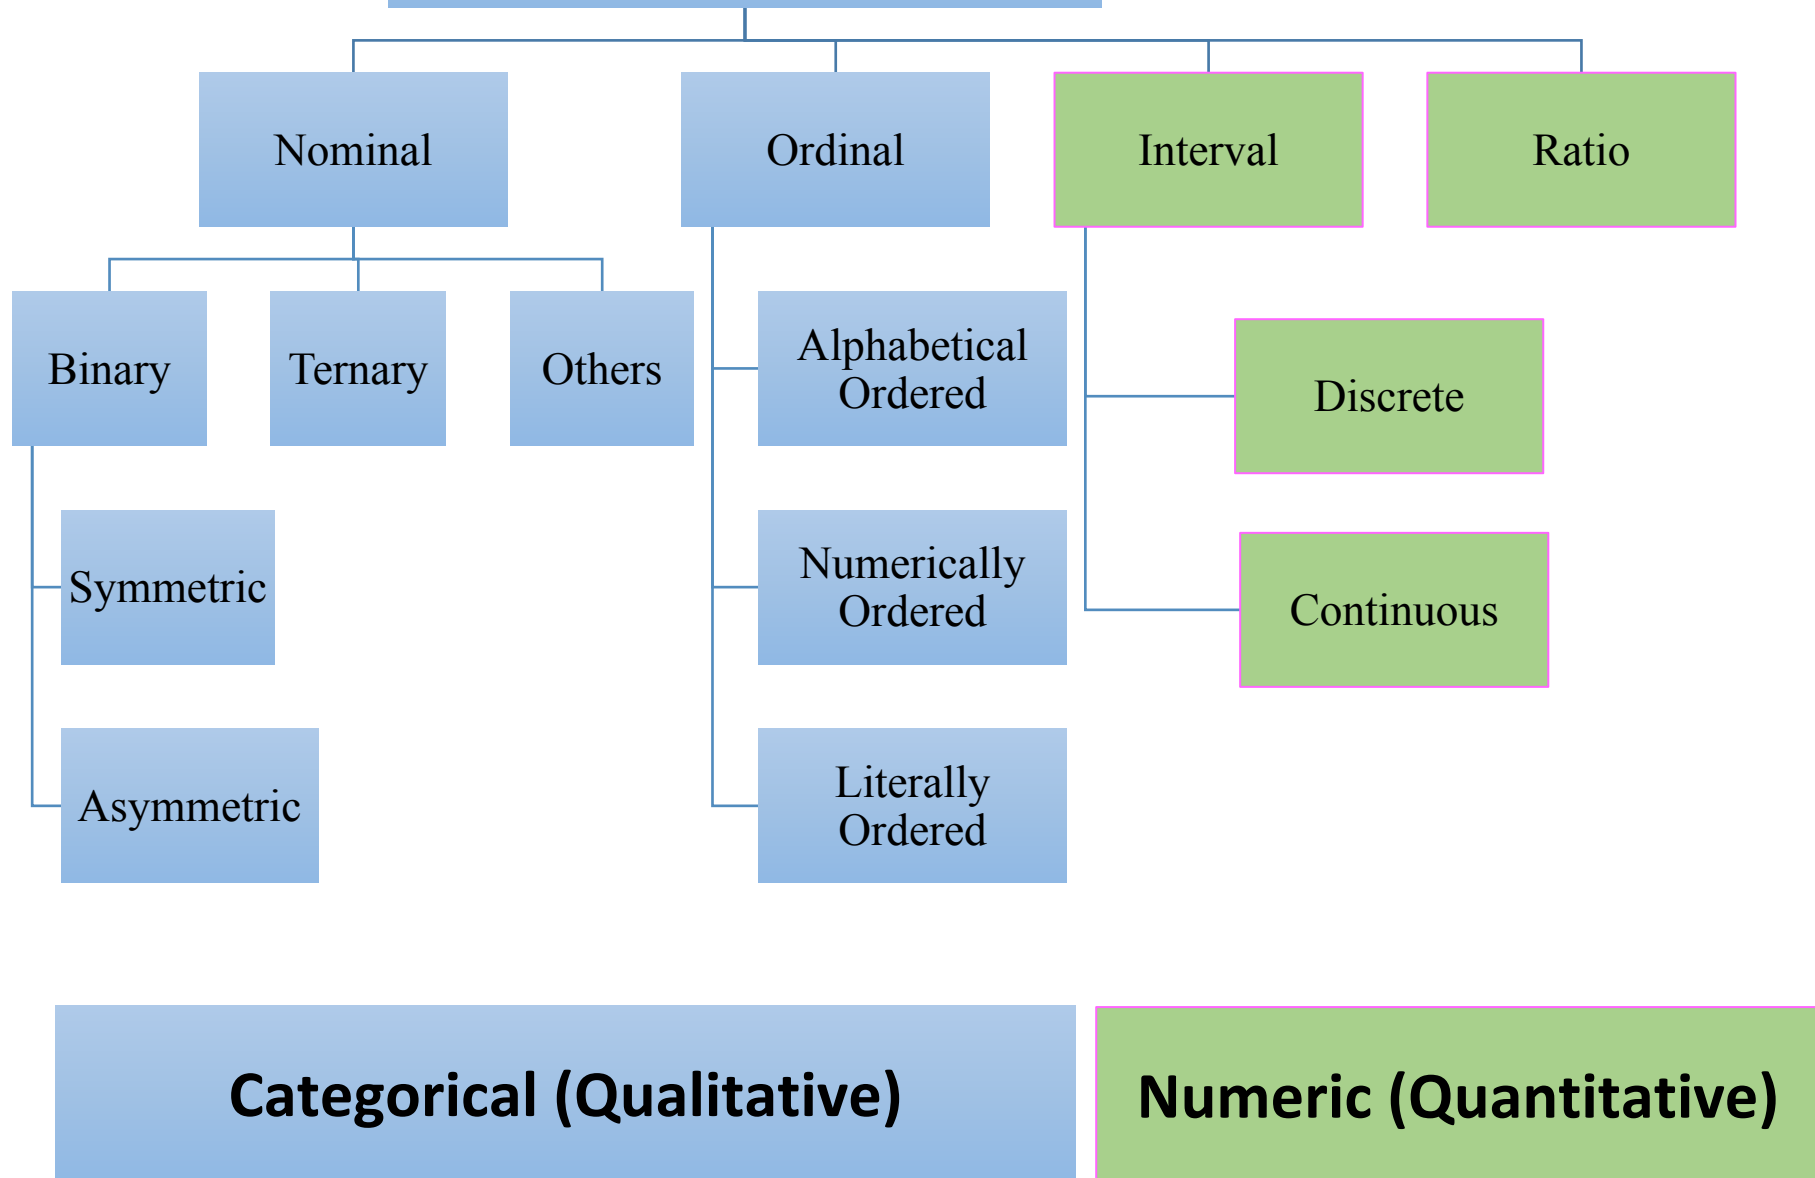 Nominal
Ordinal
Interval
Ratio
Binary
Ternary
Others
Alphabetical
Ordered
Discrete
Symmetric
Numerically
Ordered
Continuous
Asymmetric
Literally
Ordered
Categorical (Qualitative)
Numeric (Quantitative)